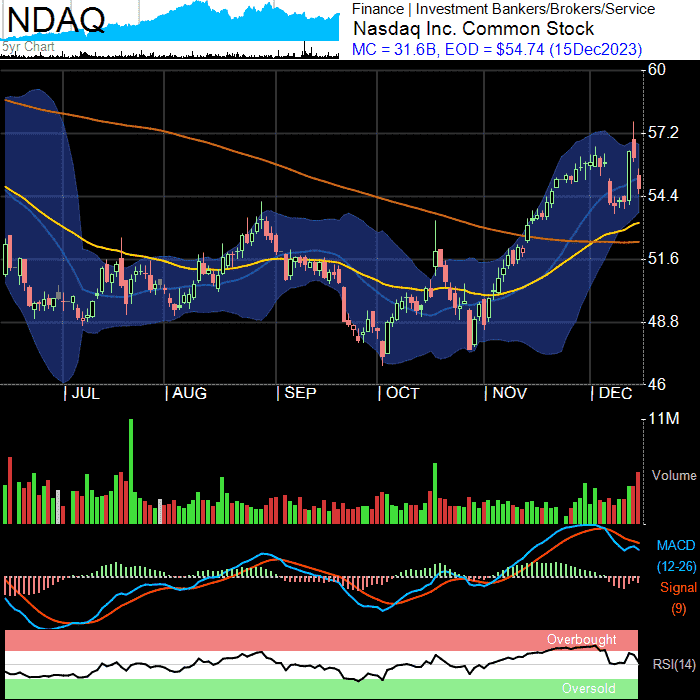 NDAQ
5yr Chart
Finance | Investment Bankers/Brokers/Service
Nasdaq Inc. Common Stock
MC = 31.6B, EOD = $54.74 (15Dec2023)
60
57.2
54.4
51.6
48.8
46
JUL
AUG
SEP
OCT
NOV
DEC
11M
Volume
MACD
(12-26)
Signal
(9)
Overbought
RSI(14)
Oversold